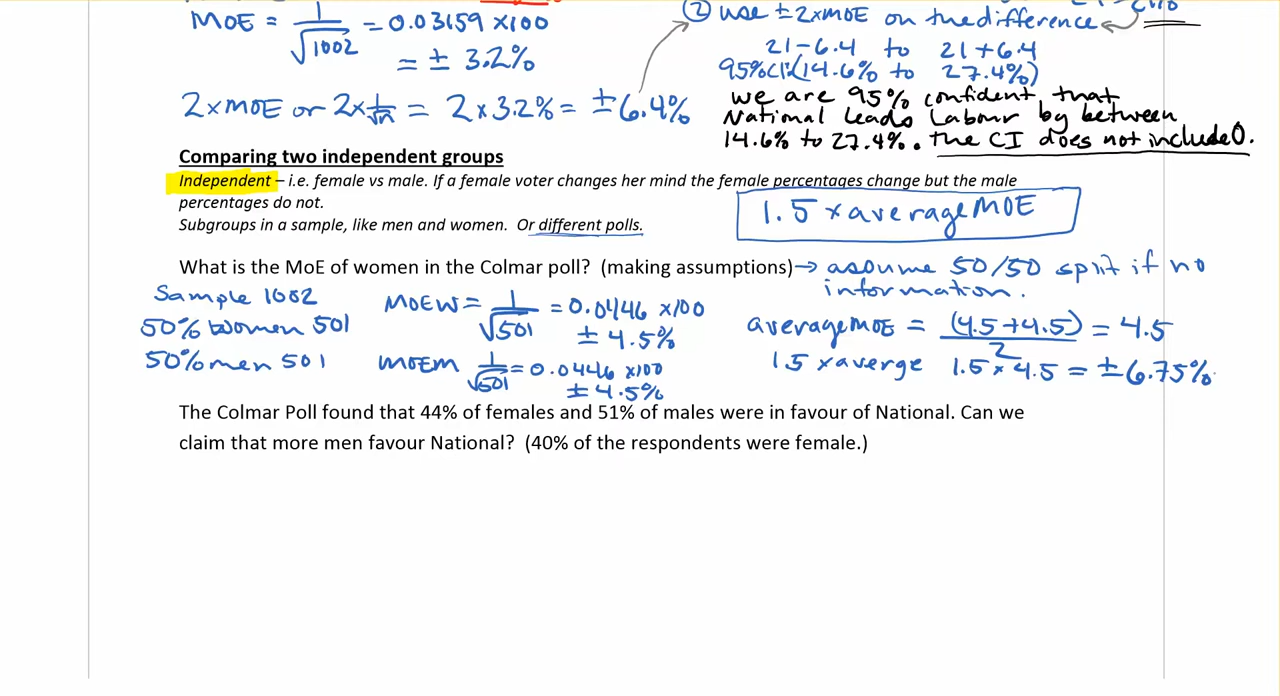 MOE = 1/√1002 = 0.03159 ×100
= ± 3.2%
2×MOE or 2×1/√n = 2×3.2% = ±6.4%
② use ±2×MOE on the difference
21-6.4 to 21+6.4
95%CI:(14.6% to 27.4%)
we are 95% confident that
National leads Labour by between
14.6% to 27.4%. the CI does not include 0.
Comparing two independent groups
Independent – i.e. female vs male. If a female voter changes her mind the female percentages change but the male
percentages do not.
Subgroups in a sample, like men and women. Or different polls.
1.5 × average MOE
What is the MoE of women in the Colmar poll? (making assumptions) → assume 50/50 split if no
information.
Sample 1002
50% women 501
50% men 501
MOEW = 1/√501 = 0.0446 ×100
± 4.5%
MOEM 1/√501 = 0.0446 ×100
± 4.5%
average MOE = (4.5+4.5)/2 = 4.5
1.5 × averge 1.5 × 4.5 = ±6.75%
The Colmar Poll found that 44% of females and 51% of males were in favour of National. Can we
claim that more men favour National? (40% of the respondents were female.)